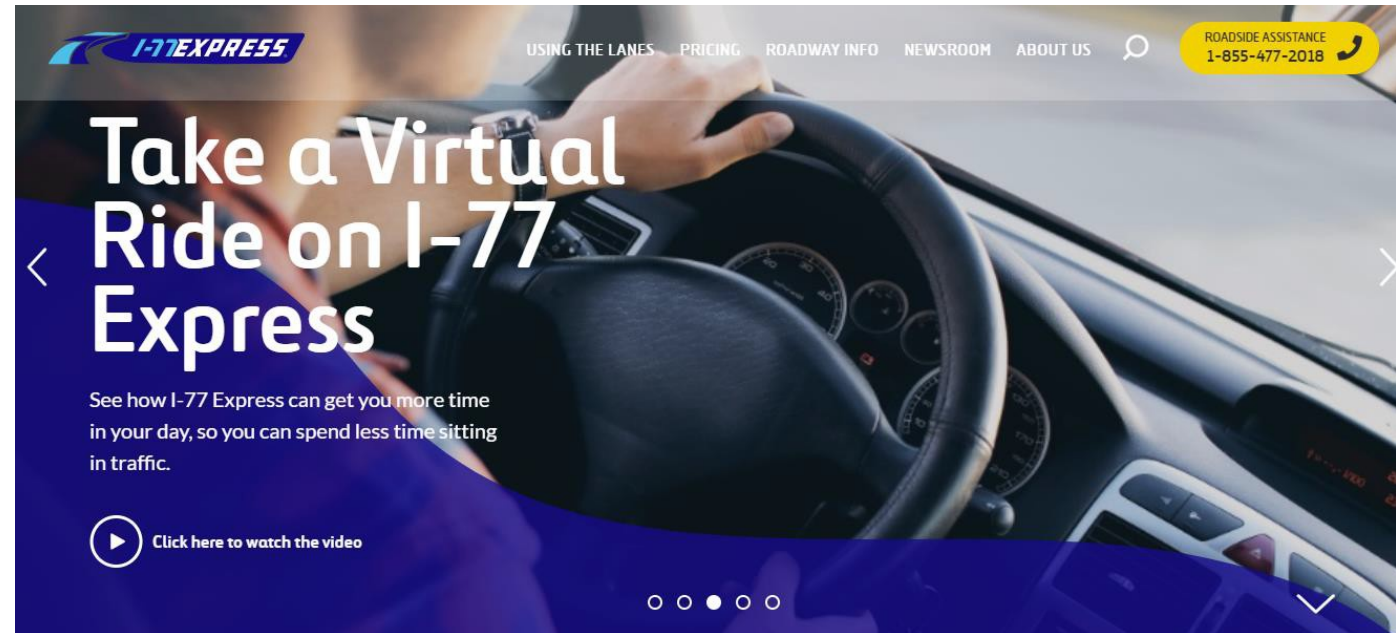 I-77 EXPRESS
USING THE LANES PRICING ROADWAY INFO NEWSROOM ABOUT US
ROADSIDE ASSISTANCE
1-855-477-2018
Take a Virtual
Ride on I-77
Express
See how I-77 Express can get you more time
in your day, so you can spend less time sitting
in traffic.
Click here to watch the video